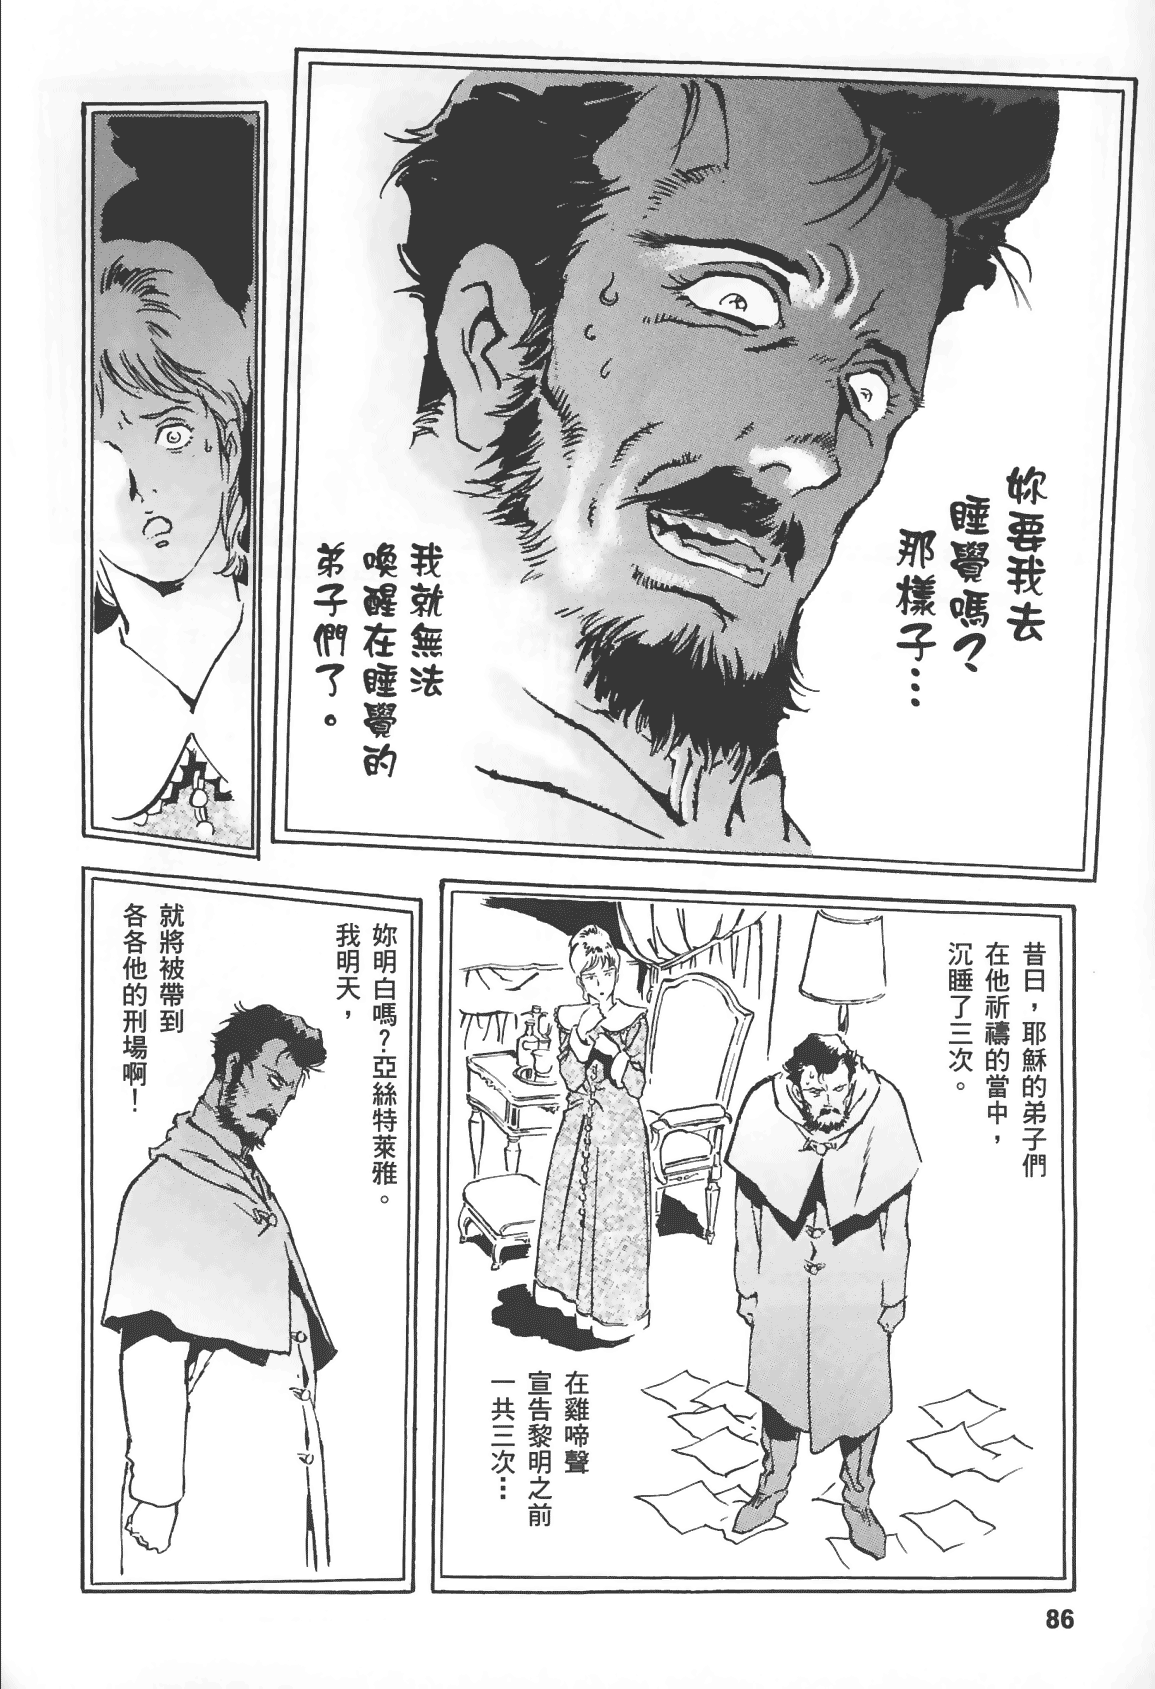 妳要我去
睡覺嗎？
那樣子…
我就無法
喚醒在睡覺的
弟子們了。
昔日，耶穌的弟子們
在他祈禱的當中，
沉睡了三次。
在雞啼聲
宣告黎明之前
一共三次…
妳明白嗎？亞絲特萊雅。
我明天，
就將被帶到
各各他的刑場啊！
86